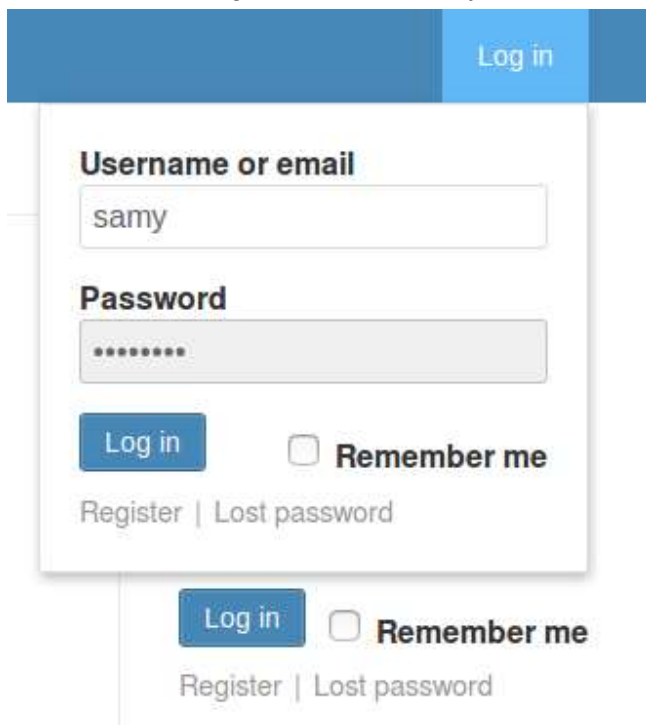 Log in
Username or email
samy
Password
••••••••
Log in Remember me
Register | Lost password
Log in Remember me
Register | Lost password